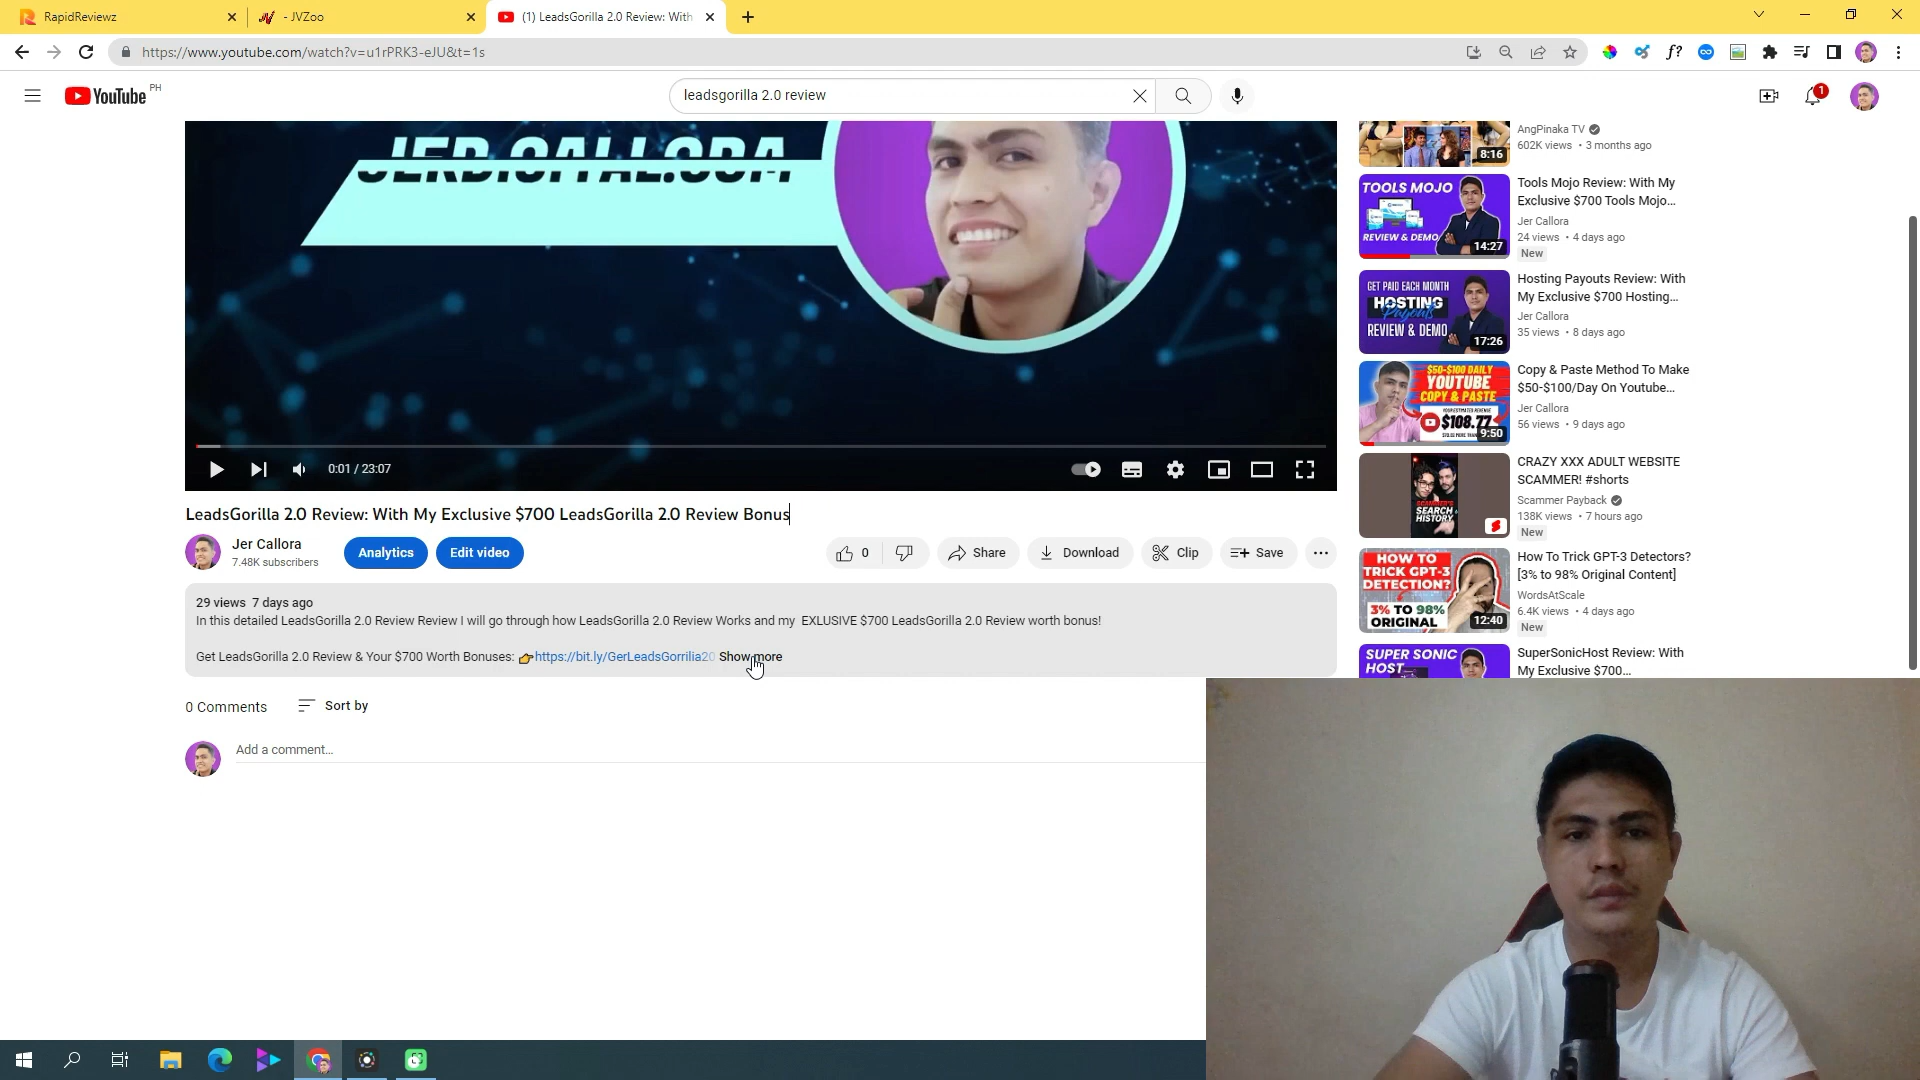 RapidReviewz
- JVZoo
(1) LeadsGorilla 2.0 Review: With
https://www.youtube.com/watch?v=u1rPRK3-eJU&t=1s
f?
YouTube PH
leadsgorilla 2.0 review
1
JERDIGITAL.COM
0:01 / 23:07
LeadsGorilla 2.0 Review: With My Exclusive $700 LeadsGorilla 2.0 Review Bonus
Jer Callora
7.48K subscribers
Analytics
Edit video
0
Share
Download
Clip
Save
29 views 7 days ago
In this detailed LeadsGorilla 2.0 Review Review I will go through how LeadsGorilla 2.0 Review Works and my EXLUSIVE $700 LeadsGorilla 2.0 Review worth bonus!
Get LeadsGorilla 2.0 Review & Your $700 Worth Bonuses: 👉https://bit.ly/GerLeadsGorrilia20 Show more
0 Comments
Sort by
Add a comment...
8:16
AngPinaka TV
602K views • 3 months ago
TOOLS MOJO
REVIEW & DEMO
14:27
Tools Mojo Review: With My
Exclusive $700 Tools Mojo...
Jer Callora
24 views • 4 days ago
New
GET PAID EACH MONTH
HOSTING
Payouts
REVIEW & DEMO
17:26
Hosting Payouts Review: With
My Exclusive $700 Hosting...
Jer Callora
35 views • 8 days ago
$50-$100 DAILY
YOUTUBE
COPY & PASTE
$108.77
9:50
Copy & Paste Method To Make
$50-$100/Day On Youtube...
Jer Callora
56 views • 9 days ago
SCAMMER'S
SEARCH
HISTORY
CRAZY XXX ADULT WEBSITE
SCAMMER! #shorts
Scammer Payback
138K views • 7 hours ago
New
HOW TO
TRICK GPT-3
DETECTION?
3% TO 98%
ORIGINAL
12:40
How To Trick GPT-3 Detectors?
[3% to 98% Original Content]
WordsAtScale
6.4K views • 4 days ago
New
SUPER SONIC
HOST
SuperSonicHost Review: With
My Exclusive $700...